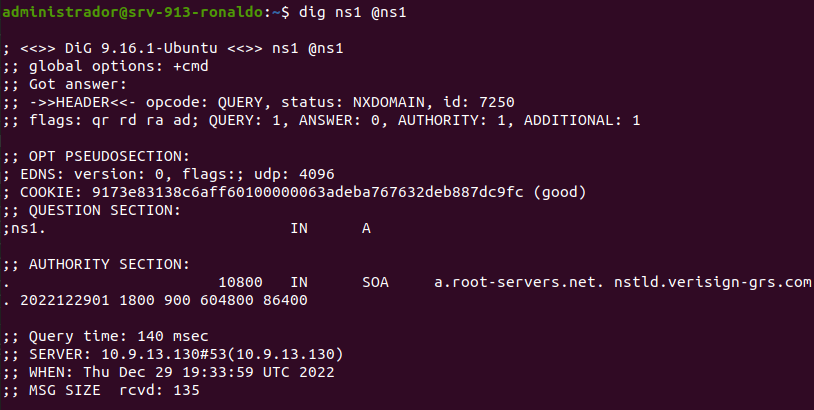 administrador@srv-913-ronaldo:~$ dig ns1 @ns1
; <<>> DiG 9.16.1-Ubuntu <<>> ns1 @ns1
;; global options: +cmd
;; Got answer:
;; ->>HEADER<<- opcode: QUERY, status: NXDOMAIN, id: 7250
;; flags: qr rd ra ad; QUERY: 1, ANSWER: 0, AUTHORITY: 1, ADDITIONAL: 1
;; OPT PSEUDOSECTION:
; EDNS: version: 0, flags:; udp: 4096
; COOKIE: 9173e83138c6aff60100000063adeba767632deb887dc9fc (good)
;; QUESTION SECTION:
;ns1. IN A
;; AUTHORITY SECTION:
. 10800 IN SOA a.root-servers.net. nstld.verisign-grs.com
. 2022122901 1800 900 604800 86400
;; Query time: 140 msec
;; SERVER: 10.9.13.130#53(10.9.13.130)
;; WHEN: Thu Dec 29 19:33:59 UTC 2022
;; MSG SIZE rcvd: 135